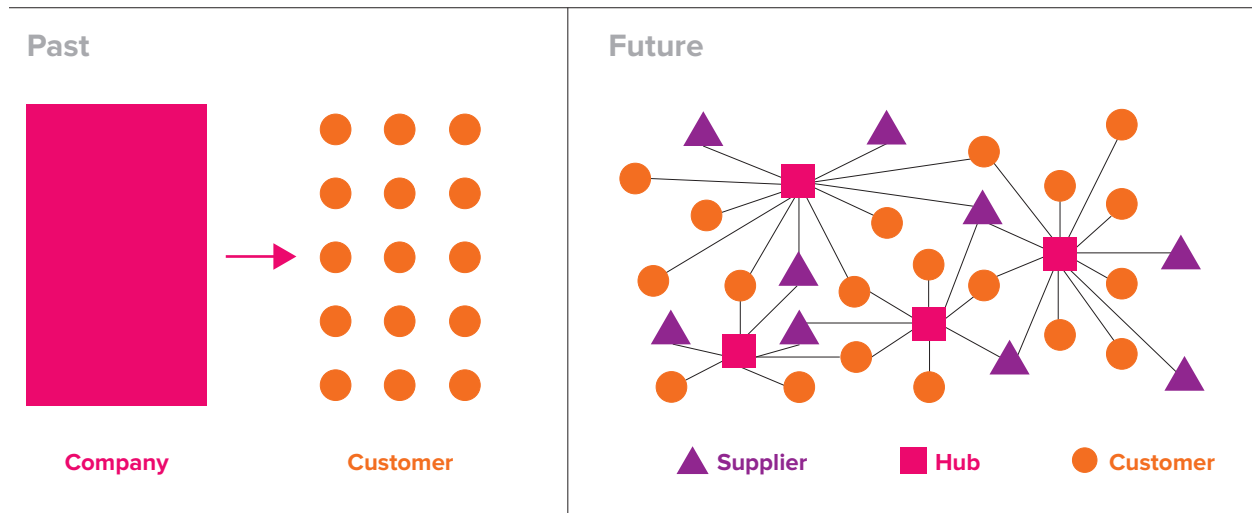 Past
Company
Customer
Future
Supplier
Hub
Customer